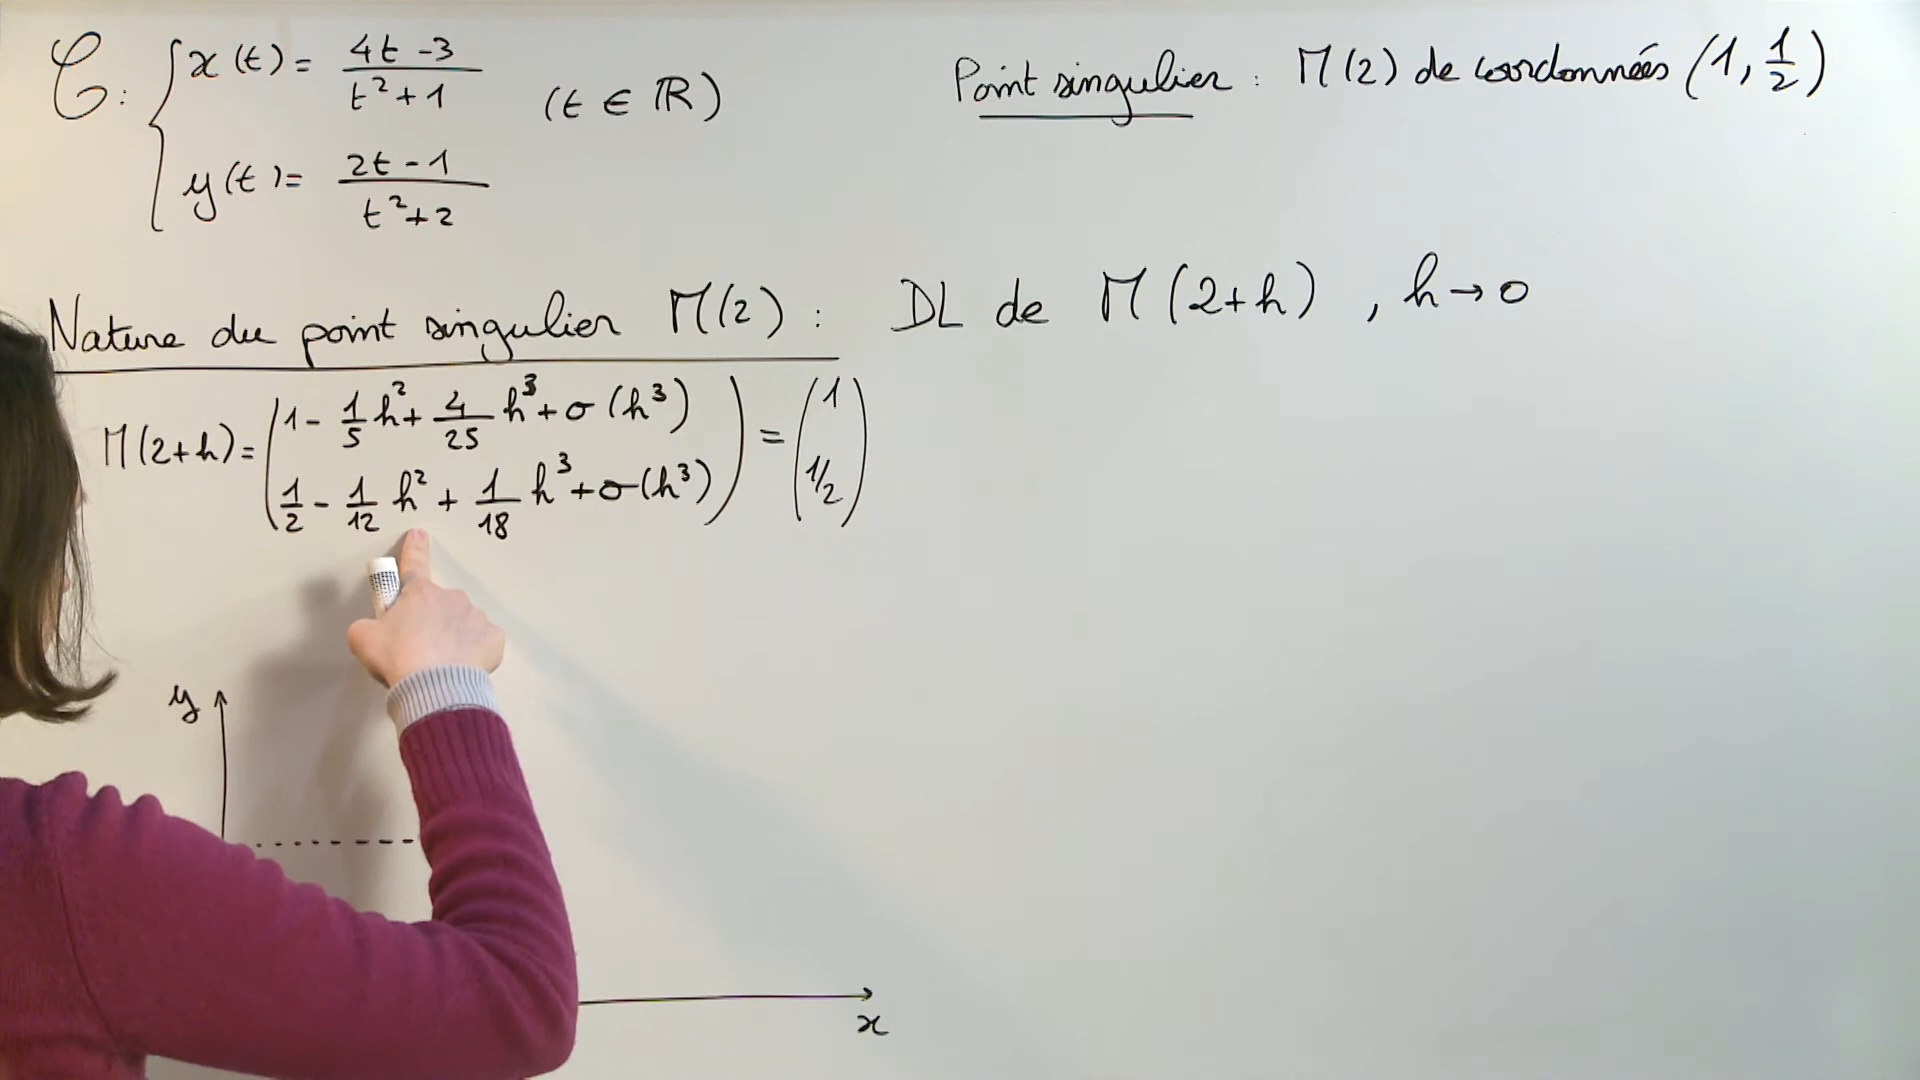 C : { x(t) = (4t - 3)/(t² + 1) (t ∈ ℝ)
y(t) = (2t - 1)/(t² + 2)
Point singulier : M(2) de coordonnées (1, 1/2)
Nature du point singulier M(2) : DL de M(2+h) , h → 0
M(2+h) = ( 1 - 1/5 h² + 4/25 h³ + o(h³) ) = ( 1
1/2 - 1/12 h² + 1/18 h³ + o(h³) ) 1/2 )
y
x